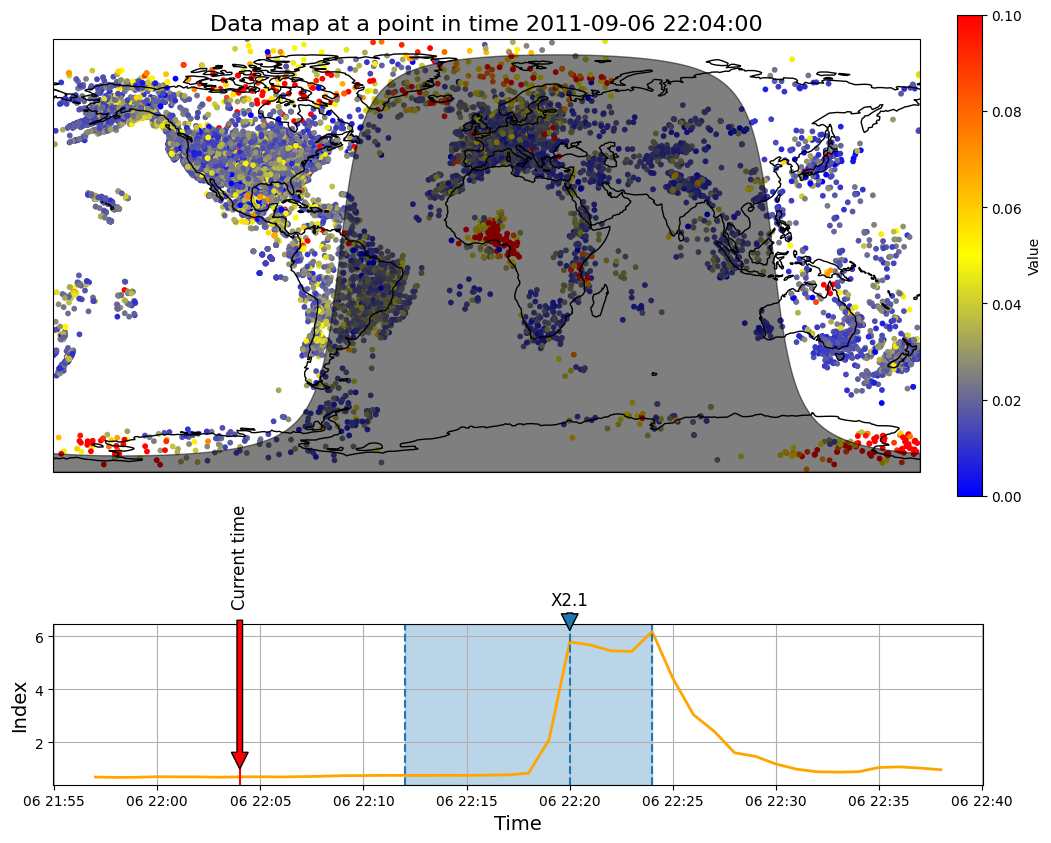 Data map at a point in time 2011-09-06 22:04:00
0.10
0.08
0.06
0.04
0.02
0.00
Value
Current time
X2.1
6
4
2
Index
06 21:55 06 22:00 06 22:05 06 22:10 06 22:15 06 22:20 06 22:25 06 22:30 06 22:35 06 22:40
Time